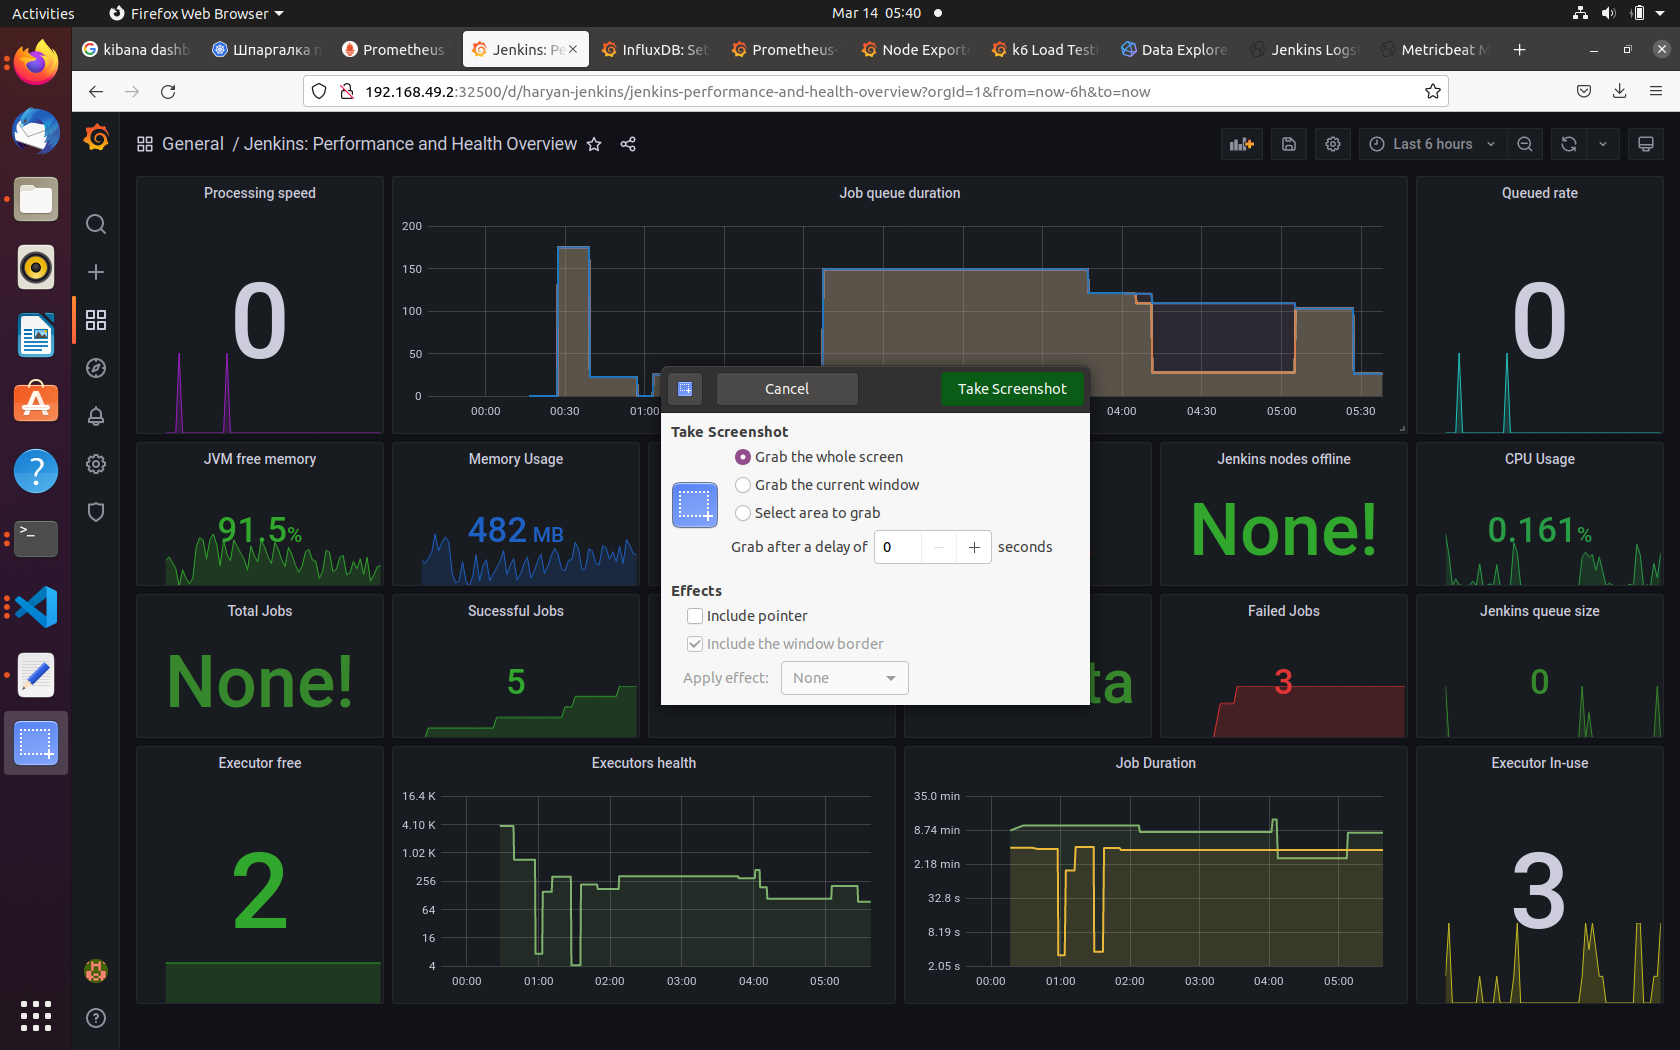 Activities
Firefox Web Browser
Mar 14 05:40
kibana dashb
Шпаргалка п
Prometheus
Jenkins: Pe
InfluxDB: Set
Prometheus-
Node Exporte
k6 Load Testi
Data Explore
Jenkins Logst
Metricbeat M
192.168.49.2:32500/d/haryan-jenkins/jenkins-performance-and-health-overview?orgId=1&from=now-6h&to=now
General / Jenkins: Performance and Health Overview
Last 6 hours
Processing speed
0
Job queue duration
200
150
100
50
0
00:00
00:30
01:00
04:00
04:30
05:00
05:30
Queued rate
0
Cancel
Take Screenshot
Take Screenshot
Grab the whole screen
Grab the current window
Select area to grab
Grab after a delay of 0 seconds
Effects
Include pointer
Include the window border
Apply effect: None
JVM free memory
91.5%
Memory Usage
482 MB
Jenkins nodes offline
None!
CPU Usage
0.161%
Total Jobs
None!
Sucessful Jobs
5
ta
Failed Jobs
3
Jenkins queue size
0
Executor free
2
Executors health
16.4 K
4.10 K
1.02 K
256
64
16
4
00:00
01:00
02:00
03:00
04:00
05:00
Job Duration
35.0 min
8.74 min
2.18 min
32.8 s
8.19 s
2.05 s
00:00
01:00
02:00
03:00
04:00
05:00
Executor In-use
3